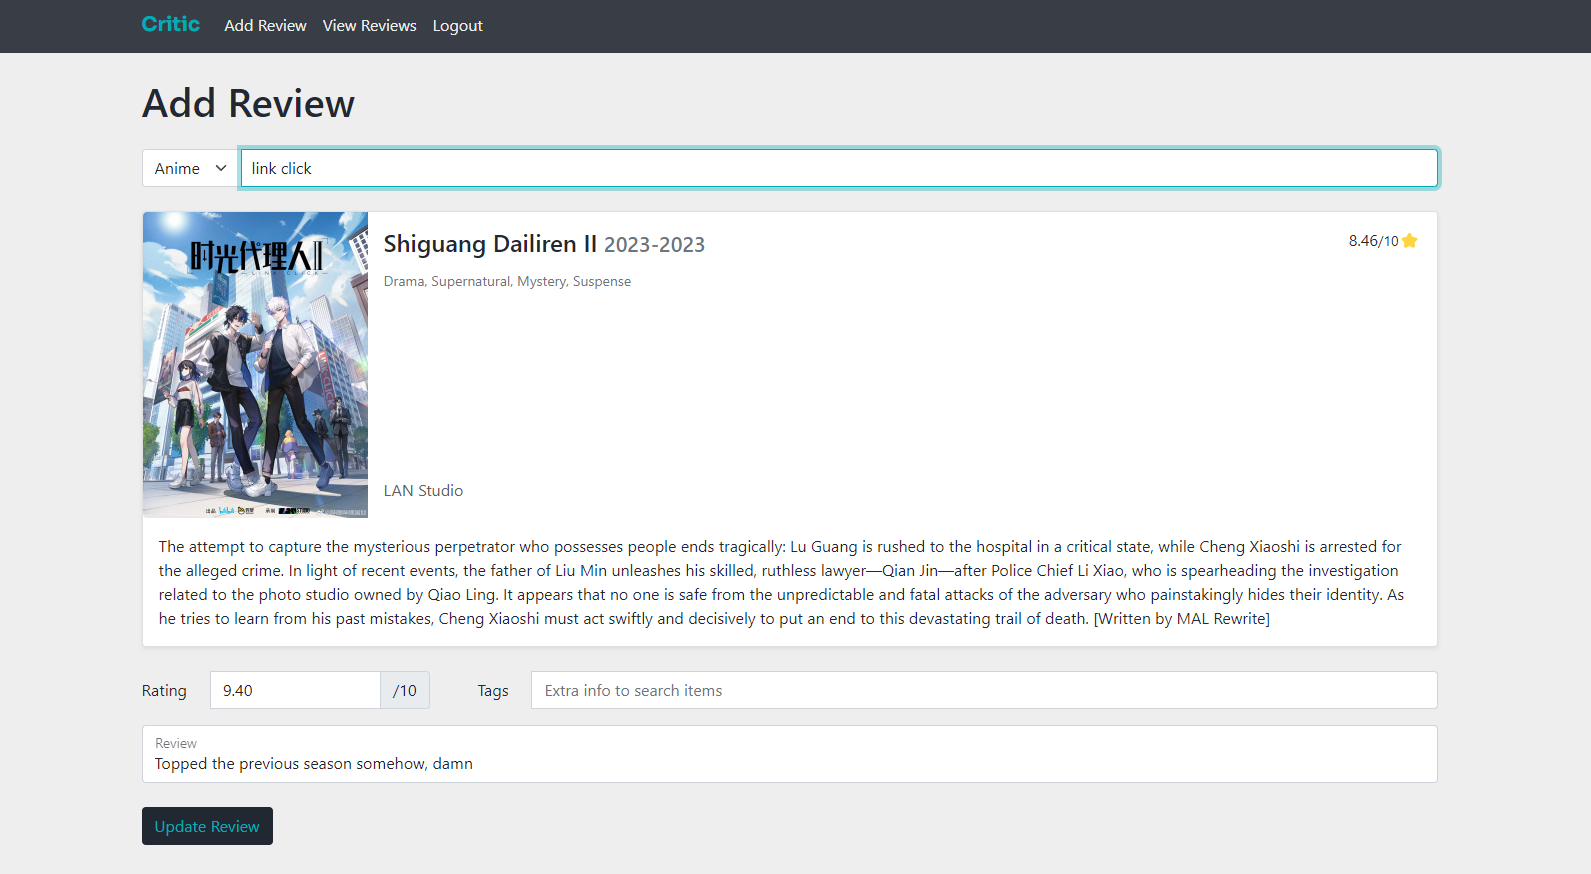 Critic Add Review View Reviews Logout
Add Review
Anime link click
时光代理人II
LINK CLICK
Shiguang Dailiren II 2023-2023
8.46/10
Drama, Supernatural, Mystery, Suspense
LAN Studio
出品
The attempt to capture the mysterious perpetrator who possesses people ends tragically: Lu Guang is rushed to the hospital in a critical state, while Cheng Xiaoshi is arrested for
the alleged crime. In light of recent events, the father of Liu Min unleashes his skilled, ruthless lawyer—Qian Jin—after Police Chief Li Xiao, who is spearheading the investigation
related to the photo studio owned by Qiao Ling. It appears that no one is safe from the unpredictable and fatal attacks of the adversary who painstakingly hides their identity. As
he tries to learn from his past mistakes, Cheng Xiaoshi must act swiftly and decisively to put an end to this devastating trail of death. [Written by MAL Rewrite]
Rating 9.40 /10 Tags Extra info to search items
Review
Topped the previous season somehow, damn
Update Review